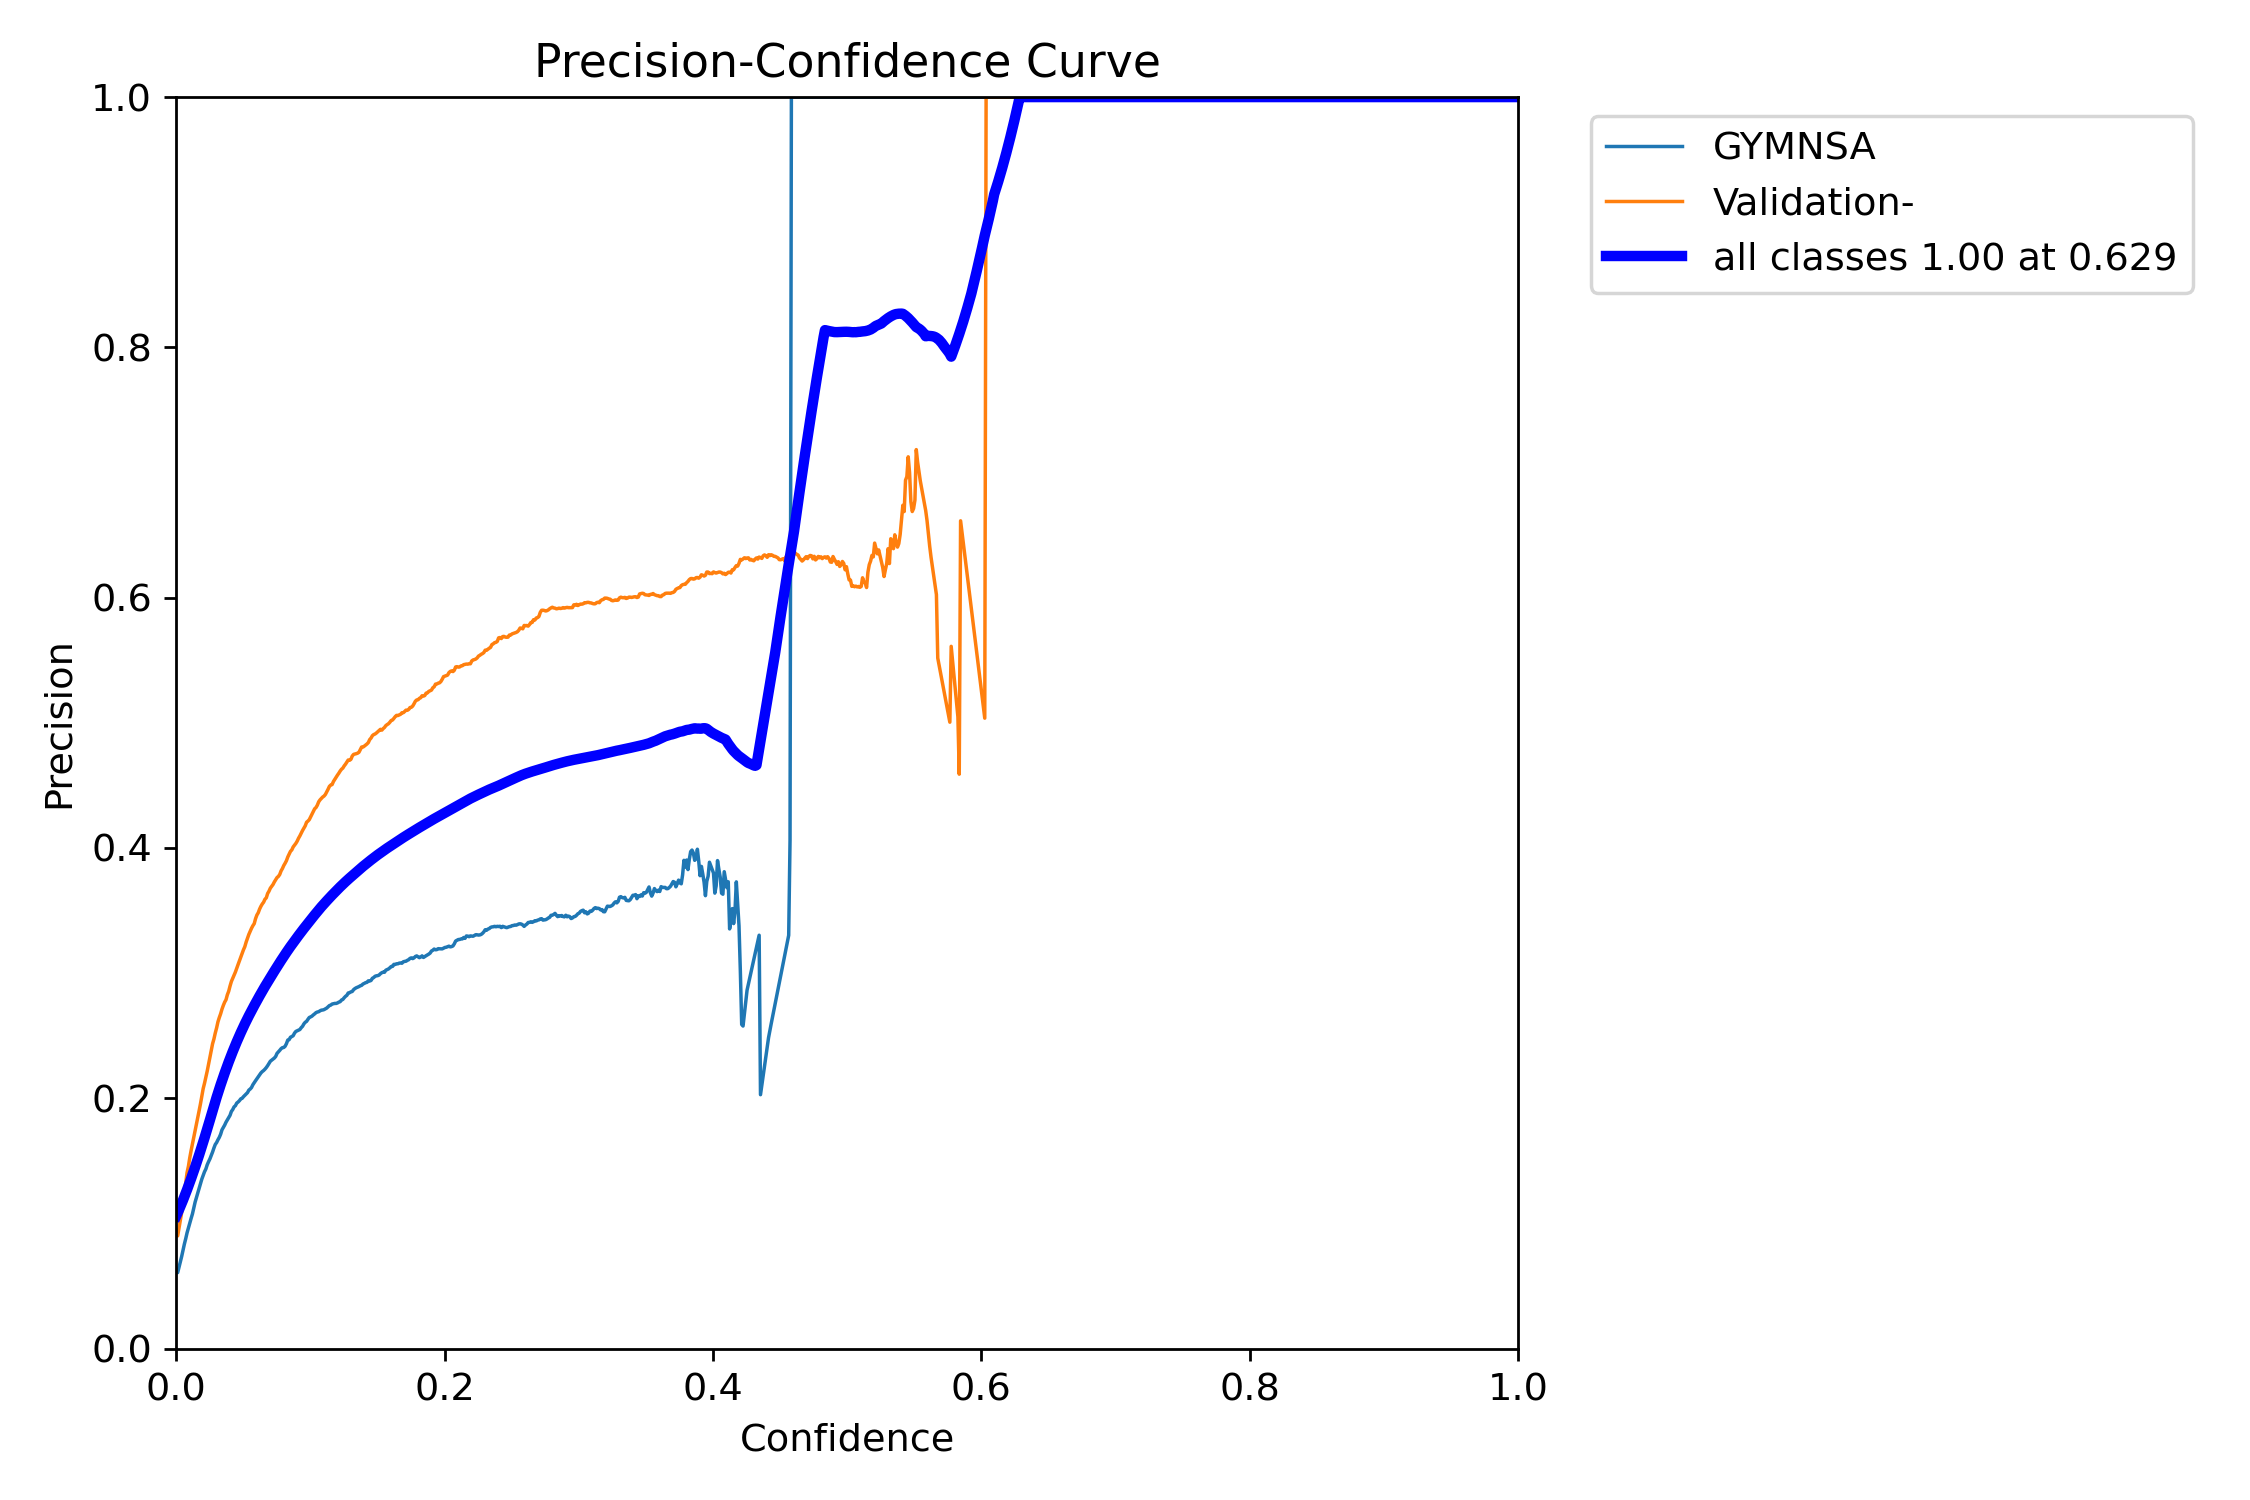 Precision-Confidence Curve
1.0
0.8
0.6
0.4
0.2
0.0
Precision
0.0 0.2 0.4 0.6 0.8 1.0
Confidence
GYMNSA
Validation-
all classes 1.00 at 0.629